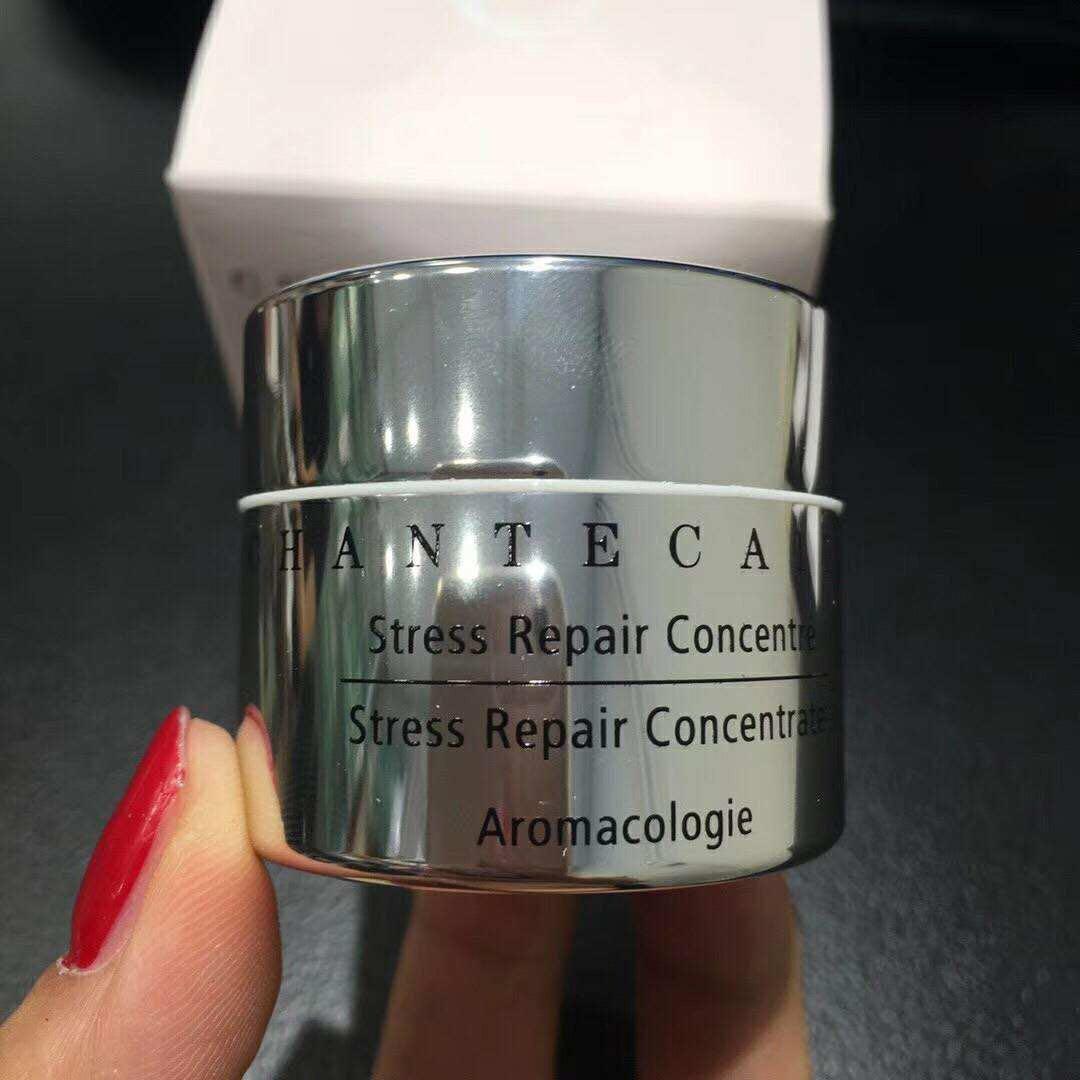 HANTECA
Stress Repair Concentre
Stress Repair Concentrate
Aromacologie